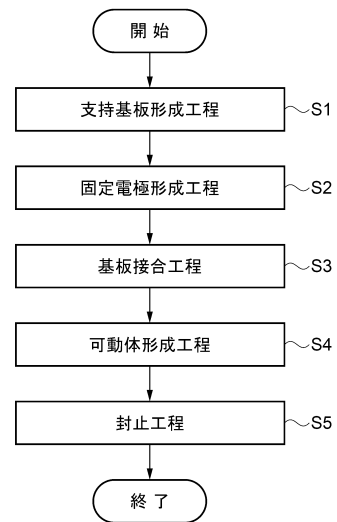 開 始
支持基板形成工程 S1
固定電極形成工程 S2
基板接合工程 S3
可動体形成工程 S4
封止工程 S5
終 了